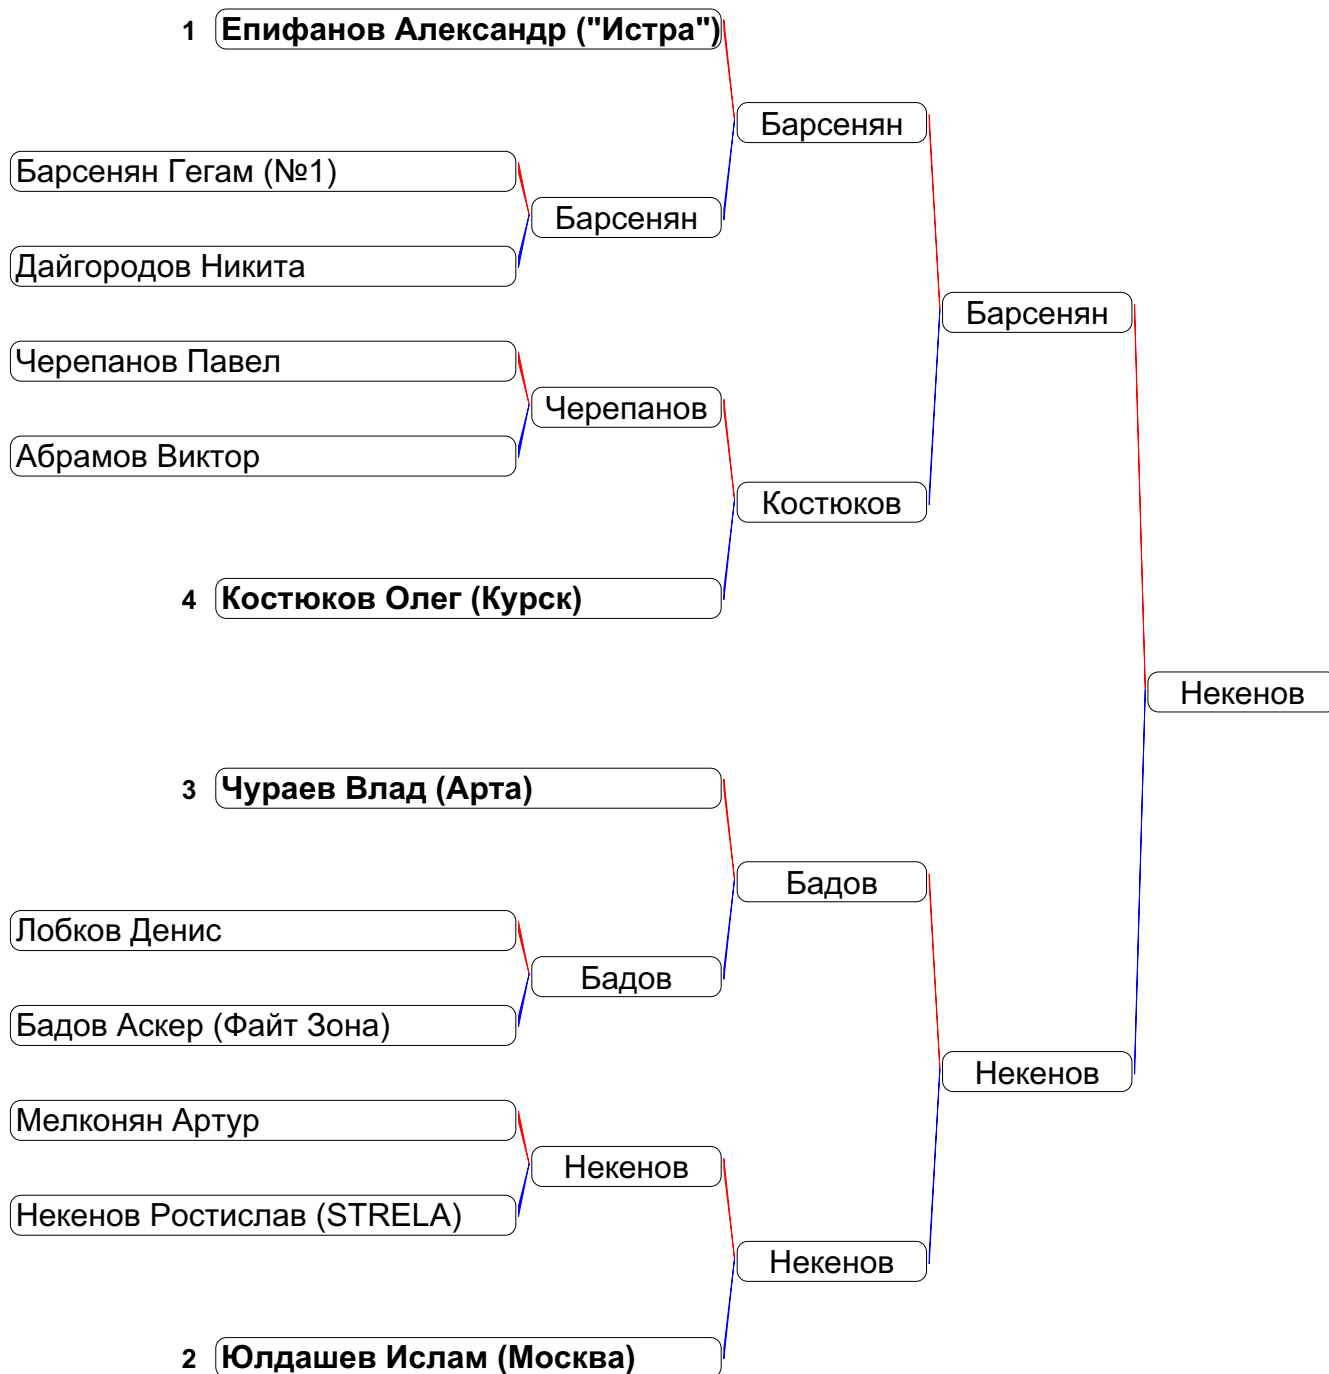 1 Епифанов Александр ("Истра")
Барсенян
Барсенян Гегам (№1)
Барсенян
Дайгородов Никита
Барсенян
Черепанов Павел
Черепанов
Абрамов Виктор
Костюков
4 Костюков Олег (Курск)
Некенов
3 Чураев Влад (Арта)
Бадов
Лобков Денис
Бадов
Бадов Аскер (Файт Зона)
Некенов
Мелконян Артур
Некенов
Некенов Ростислав (STRELA)
Некенов
2 Юлдашев Ислам (Москва)